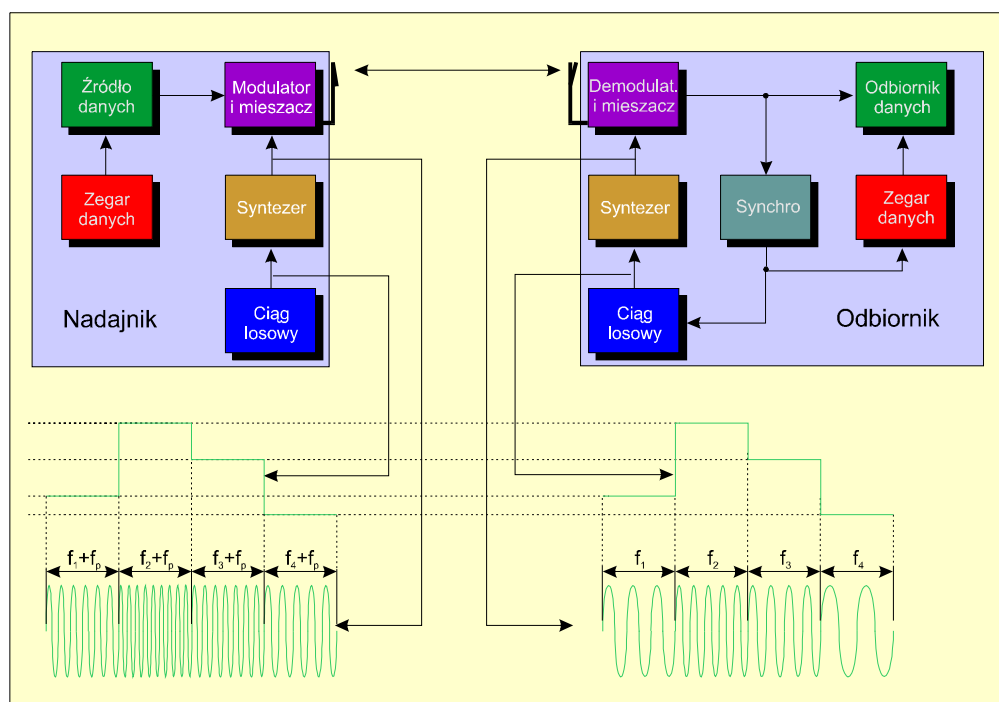 Źródło
danych
Modulator
i mieszacz
Zegar
danych
Syntezer
Ciąg
losowy
Nadajnik
Demodulat.
i mieszacz
Odbiornik
danych
Syntezer
Synchro
Zegar
danych
Ciąg
losowy
Odbiornik
f₁+fₚ
f₂+fₚ
f₃+fₚ
f₄+fₚ
f₁
f₂
f₃
f₄